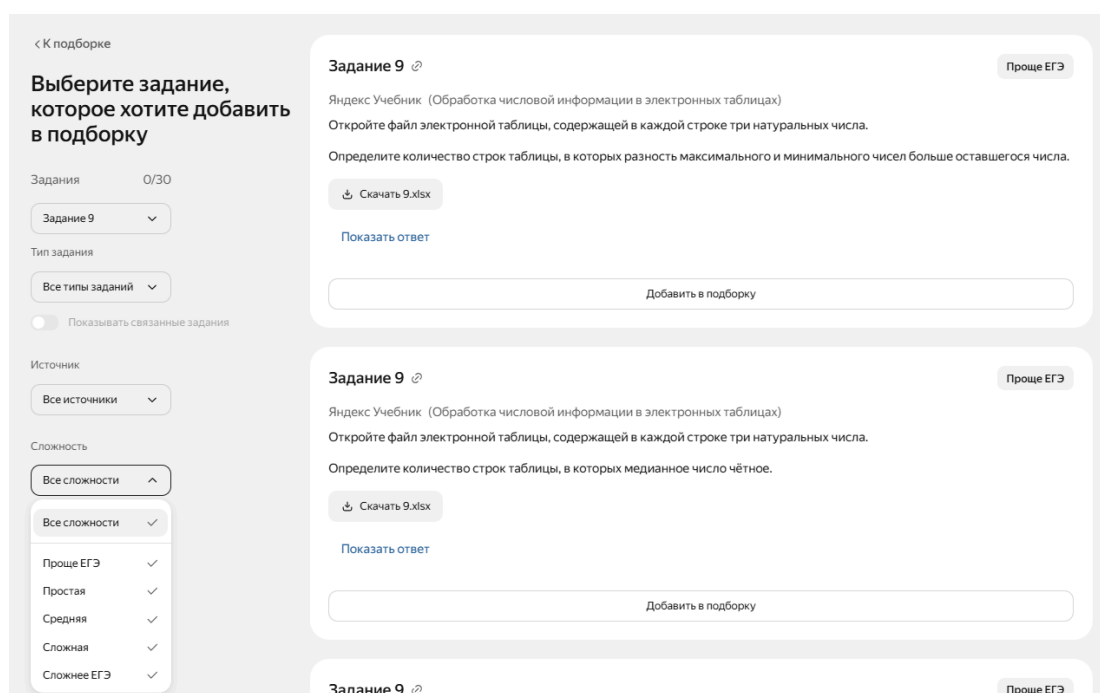 К подборке
Выберите задание,
которое хотите добавить
в подборку
Задания 0/30
Задание 9
Тип задания
Все типы заданий
Показывать связанные задания
Источник
Все источники
Сложность
Все сложности
Все сложности
Проще ЕГЭ
Простая
Средняя
Сложная
Сложнее ЕГЭ
Задание 9 Проще ЕГЭ
Яндекс Учебник (Обработка числовой информации в электронных таблицах)
Откройте файл электронной таблицы, содержащей в каждой строке три натуральных числа.
Определите количество строк таблицы, в которых разность максимального и минимального чисел больше оставшегося числа.
Скачать 9.xlsx
Показать ответ
Добавить в подборку
Задание 9 Проще ЕГЭ
Яндекс Учебник (Обработка числовой информации в электронных таблицах)
Откройте файл электронной таблицы, содержащей в каждой строке три натуральных числа.
Определите количество строк таблицы, в которых медианное число чётное.
Скачать 9.xlsx
Показать ответ
Добавить в подборку
Задание 9 Проще ЕГЭ